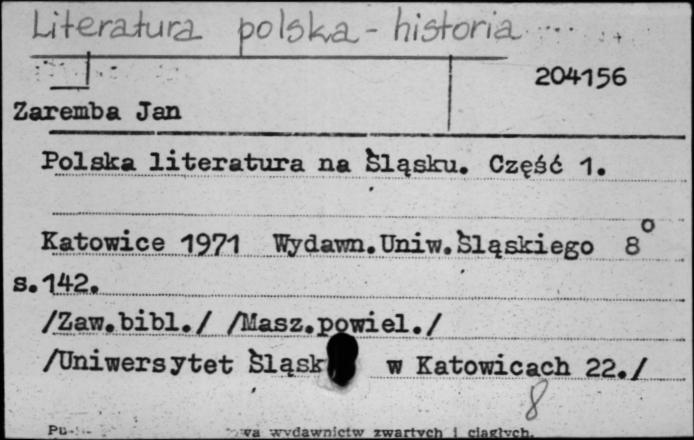 Literatura polska - historia
204156
Zaremba Jan
Polska literatura na Śląsku. Część 1.
Katowice 1971 Wydawn.Uniw.Śląskiego 8°
s.142.
/Zaw.bibl./ /Masz.powiel./
/Uniwersytet Śląsk w Katowicach 22./
8
wydawnictw zwartych i ciągłych.